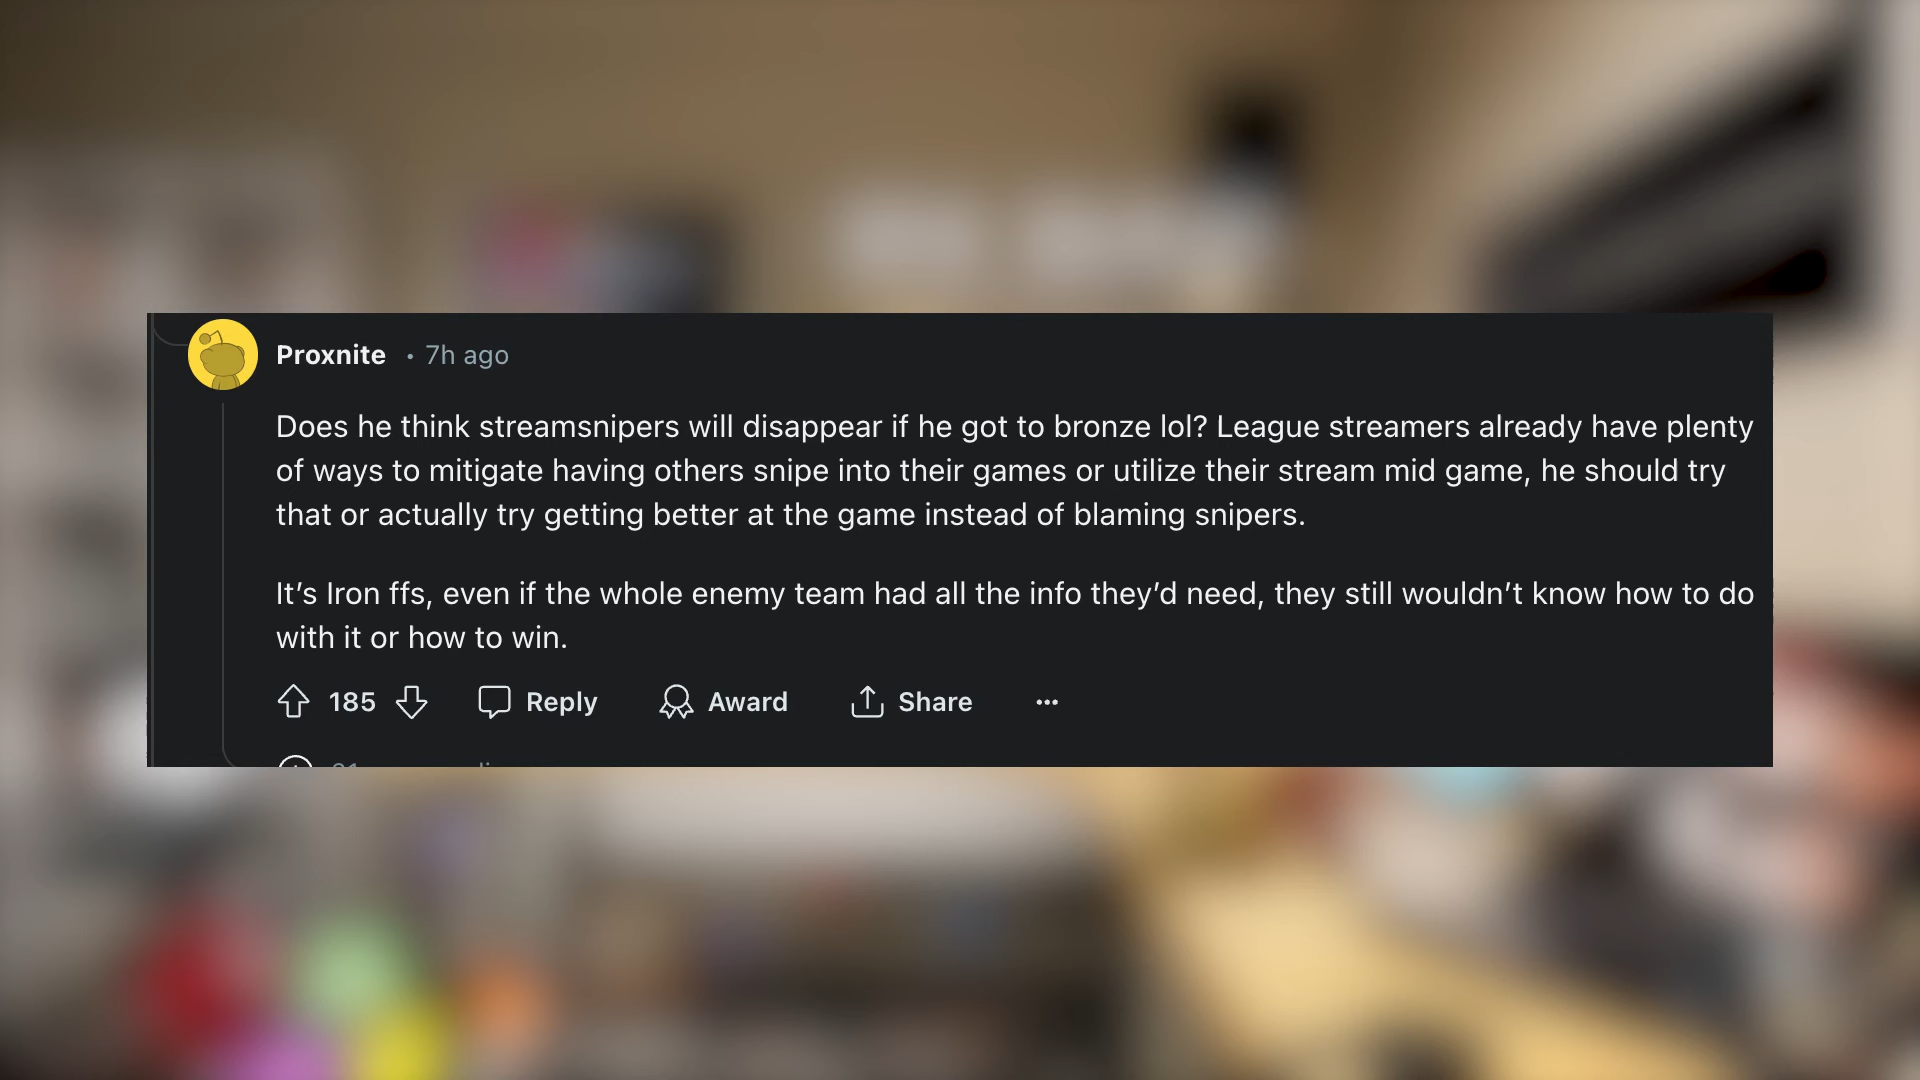 Proxnite • 7h ago
Does he think streamsnipers will disappear if he got to bronze lol? League streamers already have plenty
of ways to mitigate having others snipe into their games or utilize their stream mid game, he should try
that or actually try getting better at the game instead of blaming snipers.
It’s Iron ffs, even if the whole enemy team had all the info they’d need, they still wouldn’t know how to do
with it or how to win.
185 Reply Award Share ...